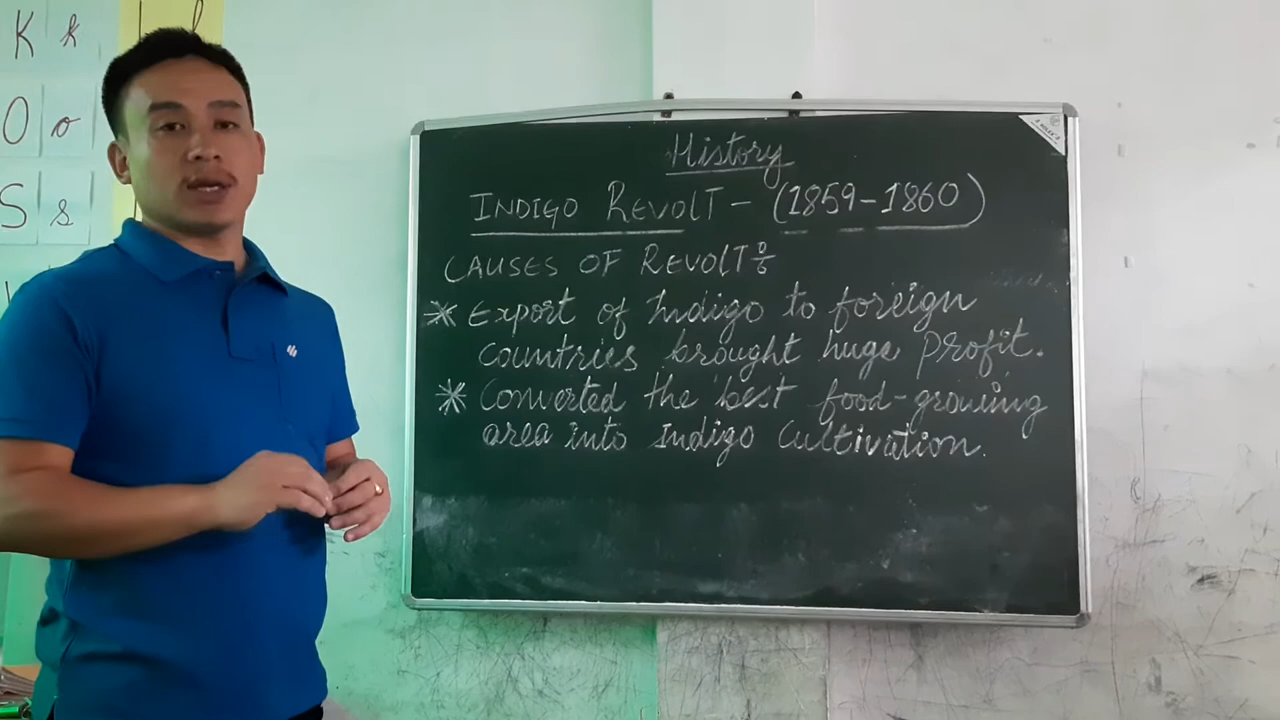 K k
O o
S s
History
INDIGO REVOLT – (1859–1860)
CAUSES OF REVOLT :
* Export of Indigo to foreign
countries brought huge profit.
* Converted the best food-growing
area into Indigo Cultivation.